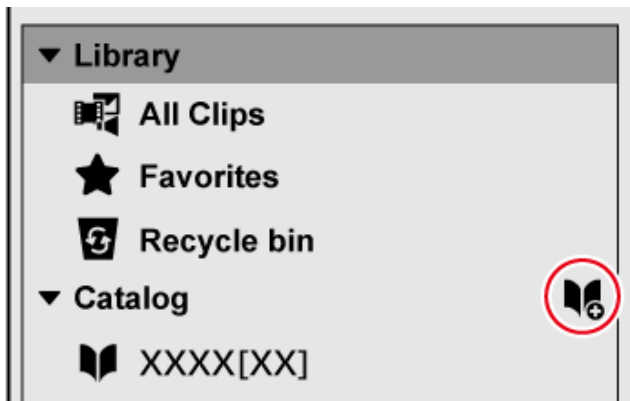 Library
All Clips
Favorites
Recycle bin
Catalog
XXXX[XX]